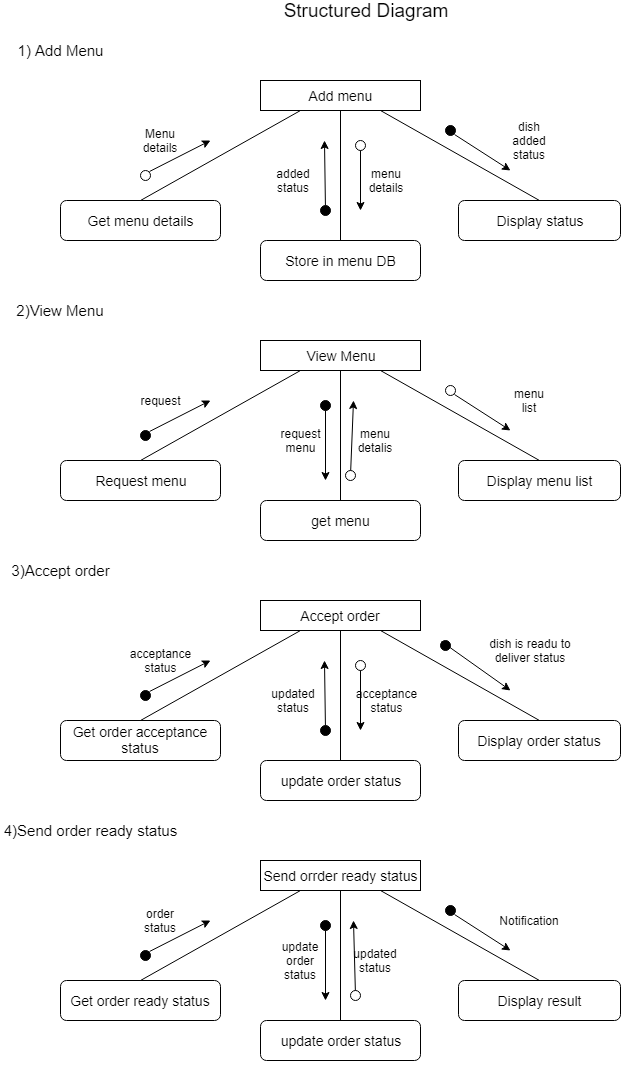 Structured Diagram
1) Add Menu
Add menu
Menu
details
added
status
menu
details
dish
added
status
Get menu details
Store in menu DB
Display status
2)View Menu
View Menu
request
request
menu
menu
detalis
menu
list
Request menu
get menu
Display menu list
3)Accept order
Accept order
acceptance
status
updated
status
acceptance
status
dish is readu to
deliver status
Get order acceptance
status
update order status
Display order status
4)Send order ready status
Send orrder ready status
order
status
update
order
status
updated
status
Notification
Get order ready status
update order status
Display result